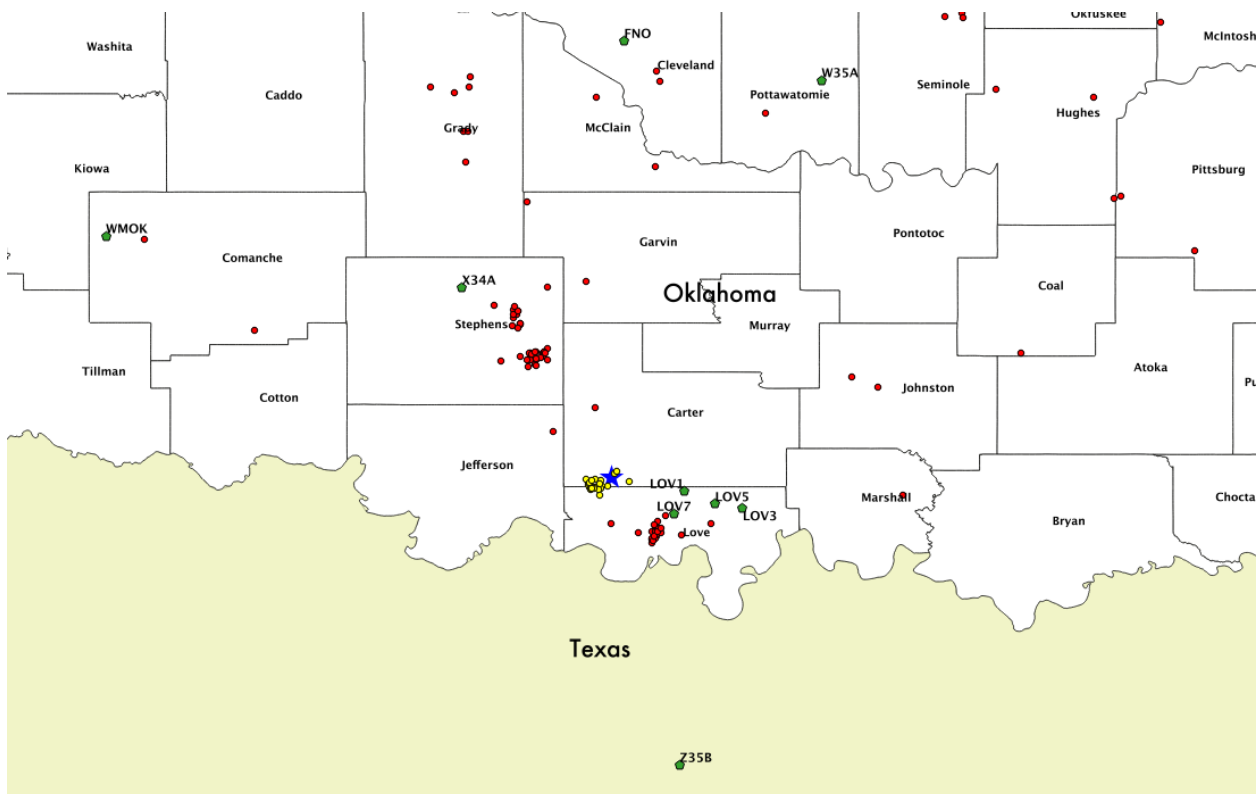 Okfuskee
FNO
McIntosh
Washita
Cleveland
W35A
Seminole
Caddo
Pottawatomie
Hughes
Grady
McClain
Kiowa
Pittsburg
WMOK
Pontotoc
Garvin
Comanche
X34A
Coal
Oklahoma
Stephens
Murray
Tillman
Atoka
Pu
Johnston
Cotton
Carter
Jefferson
LOV1
Marshall
LOV5
Chocta
LOV7
LOV3
Bryan
Love
Texas
Z35B